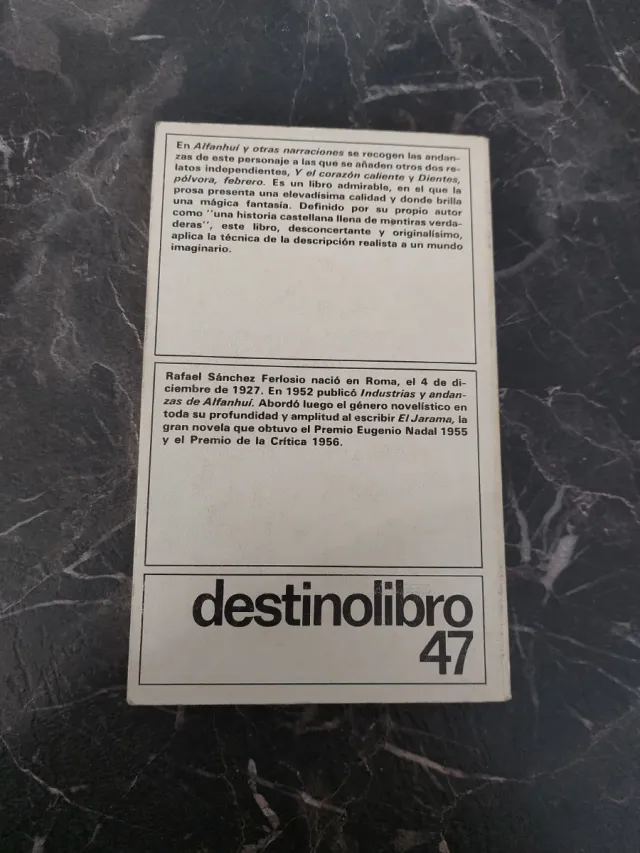 En Alfanhuí y otras narraciones se recogen las andan-
zas de este personaje a las que se añaden otros dos re-
latos independientes, Y el corazón caliente y Dientes,
pólvora, febrero. Es un libro admirable, en el que la
prosa presenta una elevadísima calidad y donde brilla
una mágica fantasía. Definido por su propio autor
como "una historia castellana llena de mentiras verda-
deras", este libro, desconcertante y originalísimo,
aplica la técnica de la descripción realista a un mundo
imaginario.
Rafael Sánchez Ferlosio nació en Roma, el 4 de di-
ciembre de 1927. En 1952 publicó Industrias y andan-
zas de Alfanhuí. Abordó luego el género novelístico en
toda su profundidad y amplitud al escribir El Jarama, la
gran novela que obtuvo el Premio Eugenio Nadal 1955
y el Premio de la Crítica 1956.
destinolibro
47